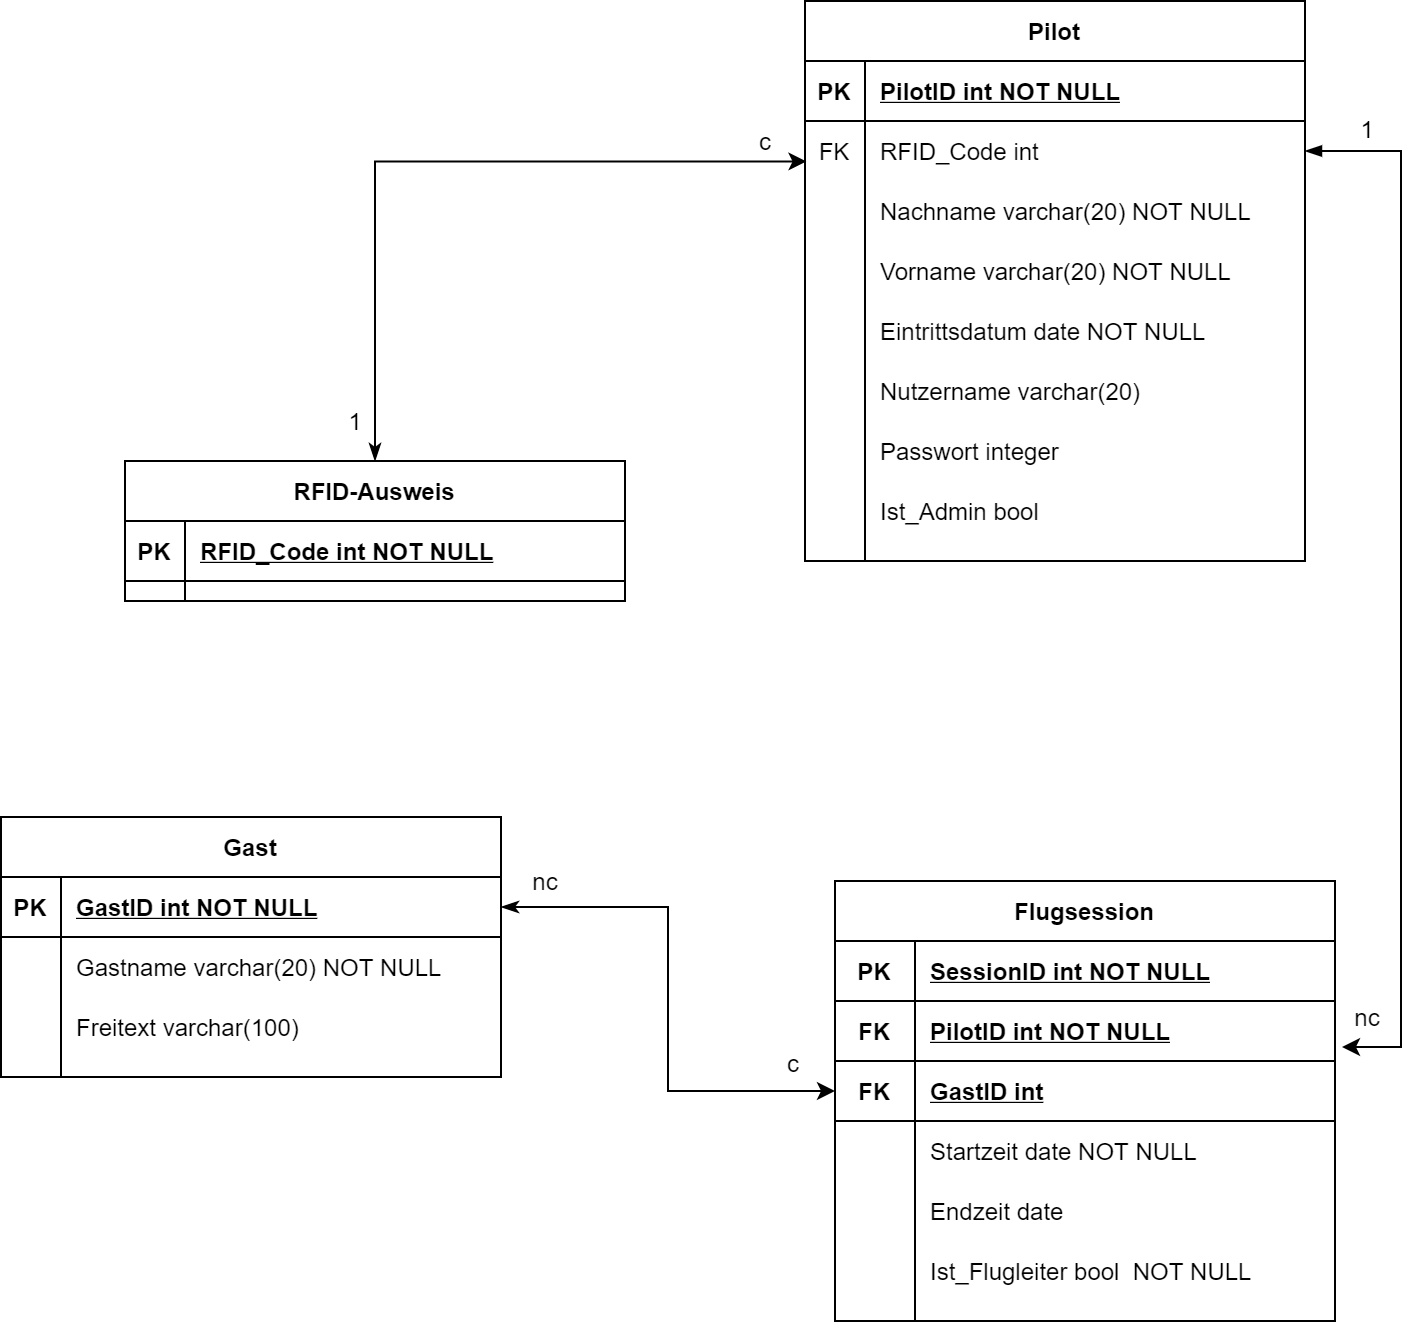 Pilot
PK PilotID int NOT NULL
FK RFID_Code int
Nachname varchar(20) NOT NULL
Vorname varchar(20) NOT NULL
Eintrittsdatum date NOT NULL
Nutzername varchar(20)
Passwort integer
Ist_Admin bool
c
1
1
RFID-Ausweis
PK RFID_Code int NOT NULL
Gast
PK GastID int NOT NULL
Gastname varchar(20) NOT NULL
Freitext varchar(100)
nc
c
nc
Flugsession
PK SessionID int NOT NULL
FK PilotID int NOT NULL
FK GastID int
Startzeit date NOT NULL
Endzeit date
Ist_Flugleiter bool  NOT NULL